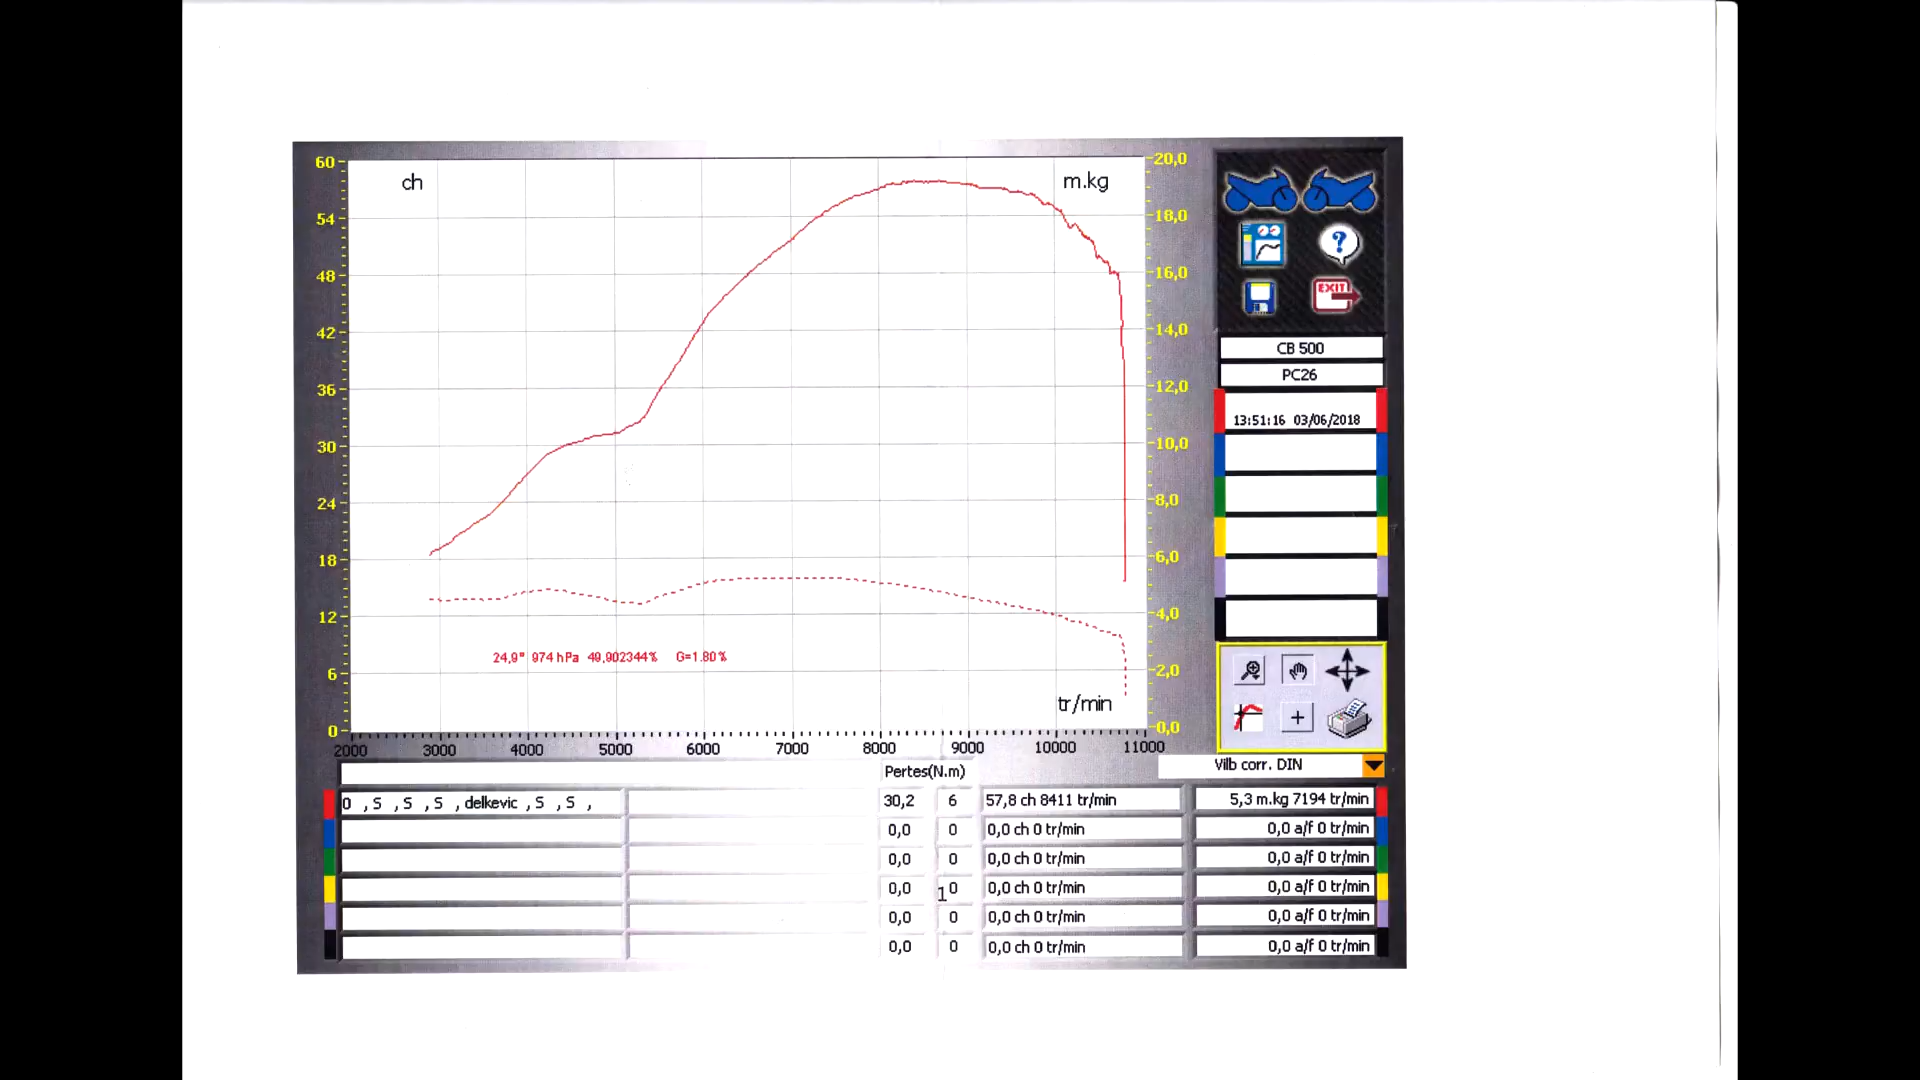 ch
m.kg
60
54
48
42
36
30
24
18
12
6
0
20,0
18,0
16,0
14,0
12,0
10,0
8,0
6,0
4,0
2,0
0,0
24,9° 974 hPa 49,902344% G=1.80%
tr/min
2000 3000 4000 5000 6000 7000 8000 9000 10000 11000
?
EXIT
CB 500
PC26
13:51:16 03/06/2018
Vilb corr. DIN
Pertes(N.m)
0 , S , S , S , delkevic , S , S , 30,2 6 57,8 ch 8411 tr/min 5,3 m.kg 7194 tr/min
0,0 0 0,0 ch 0 tr/min 0,0 a/f 0 tr/min
0,0 0 0,0 ch 0 tr/min 0,0 a/f 0 tr/min
0,0 10 0,0 ch 0 tr/min 0,0 a/f 0 tr/min
0,0 0 0,0 ch 0 tr/min 0,0 a/f 0 tr/min
0,0 0 0,0 ch 0 tr/min 0,0 a/f 0 tr/min